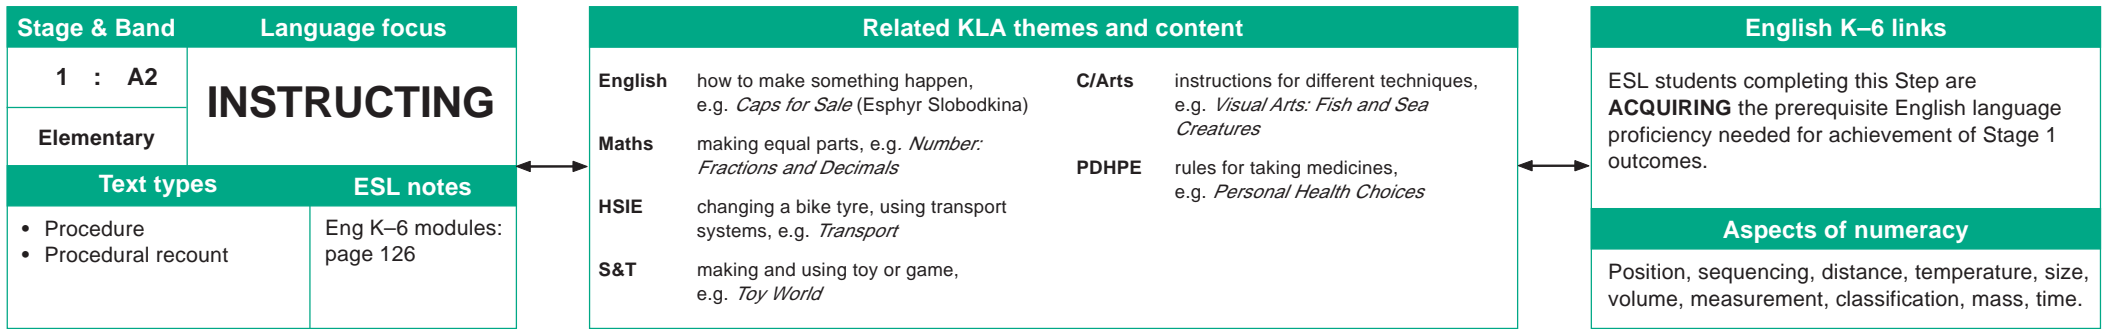 Stage & Band
Language focus
1 : A2
Elementary
INSTRUCTING
Text types
ESL notes
• Procedure
• Procedural recount
Eng K–6 modules:
page 126
Related KLA themes and content
English how to make something happen,
e.g. Caps for Sale (Esphyr Slobodkina)
Maths making equal parts, e.g. Number:
Fractions and Decimals
HSIE changing a bike tyre, using transport
systems, e.g. Transport
S&T making and using toy or game,
e.g. Toy World
C/Arts instructions for different techniques,
e.g. Visual Arts: Fish and Sea
Creatures
PDHPE rules for taking medicines,
e.g. Personal Health Choices
English K–6 links
ESL students completing this Step are
ACQUIRING the prerequisite English language
proficiency needed for achievement of Stage 1
outcomes.
Aspects of numeracy
Position, sequencing, distance, temperature, size,
volume, measurement, classification, mass, time.